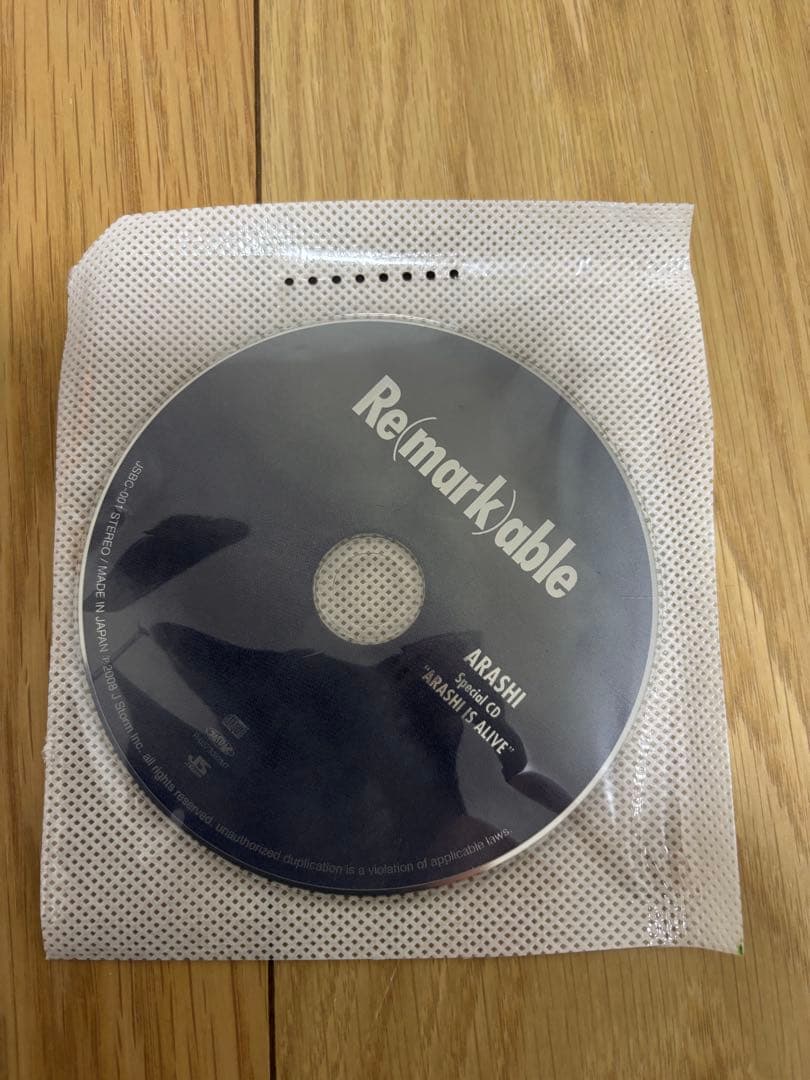 Re(mark)able
ARASHI
Special CD
"ARASHI IS ALIVE"
JSBC-001 STEREO / MADE IN JAPAN ℗2008 J Storm Inc. all rights reserved. unauthorized duplication is a violation of applicable laws.